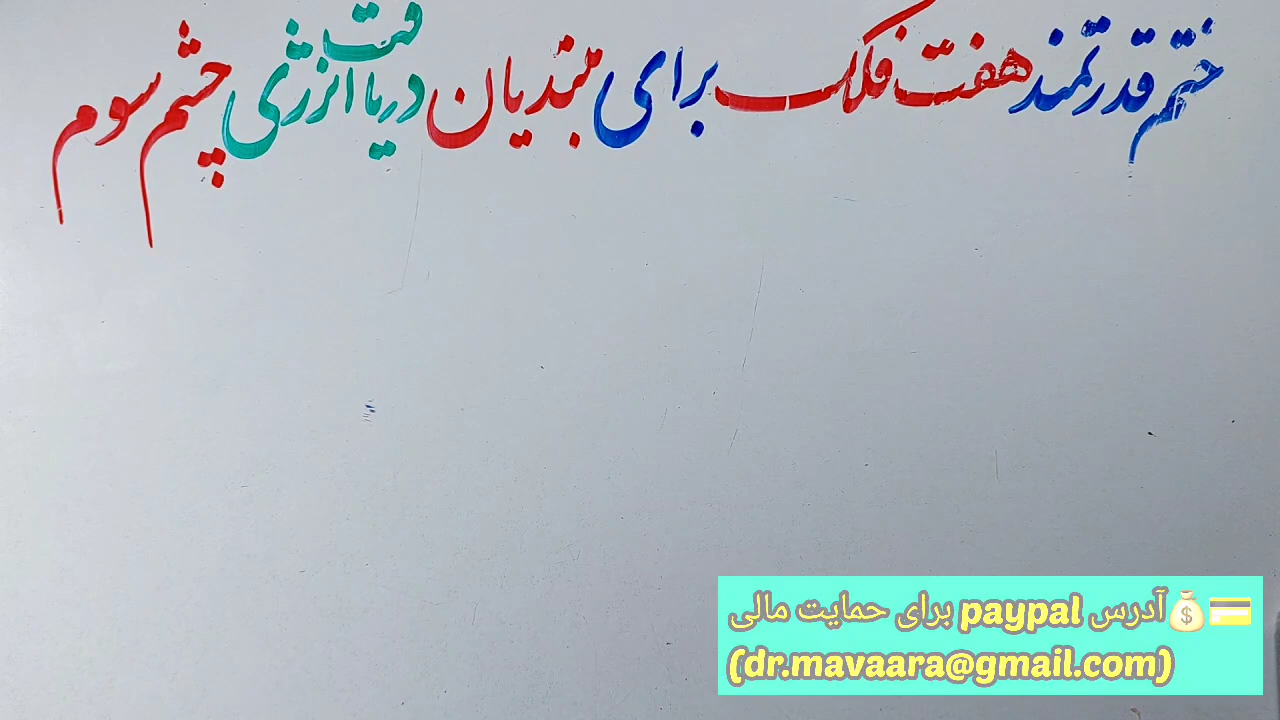 ختم قدرتمند هفت فلک برای مبتدیان دریافت انرژی چشم سوم
💳💰آدرس paypal برای حمایت مالی
(dr.mavaara@gmail.com)